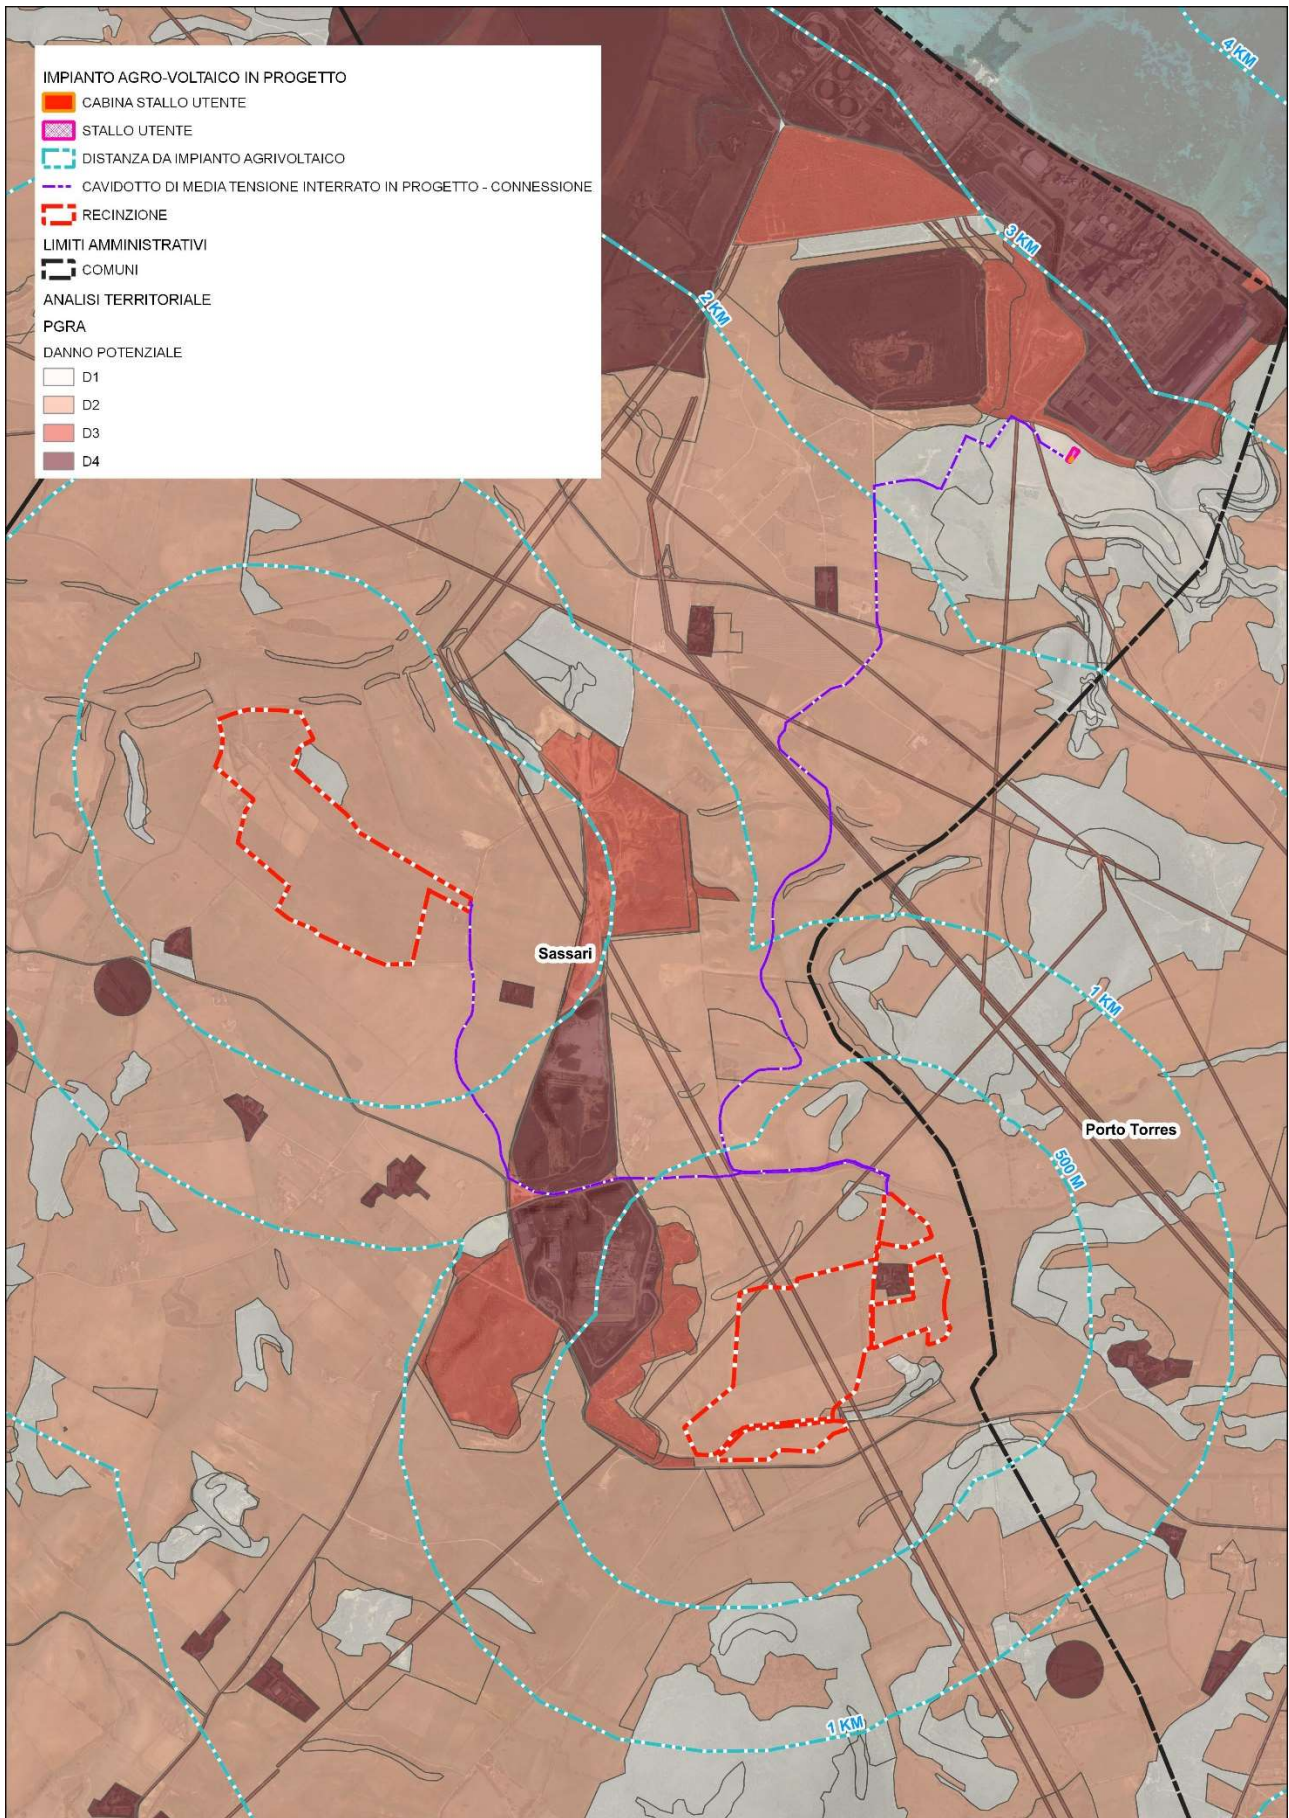 IMPIANTO AGRO-VOLTAICO IN PROGETTO
CABINA STALLO UTENTE
STALLO UTENTE
DISTANZA DA IMPIANTO AGRIVOLTAICO
CAVIDOTTO DI MEDIA TENSIONE INTERRATO IN PROGETTO - CONNESSIONE
RECINZIONE
LIMITI AMMINISTRATIVI
COMUNI
ANALISI TERRITORIALE
PGRA
DANNO POTENZIALE
D1
D2
D3
D4
4 KM
3 KM
2 KM
Sassari
1 KM
Porto Torres
500 M
1 KM